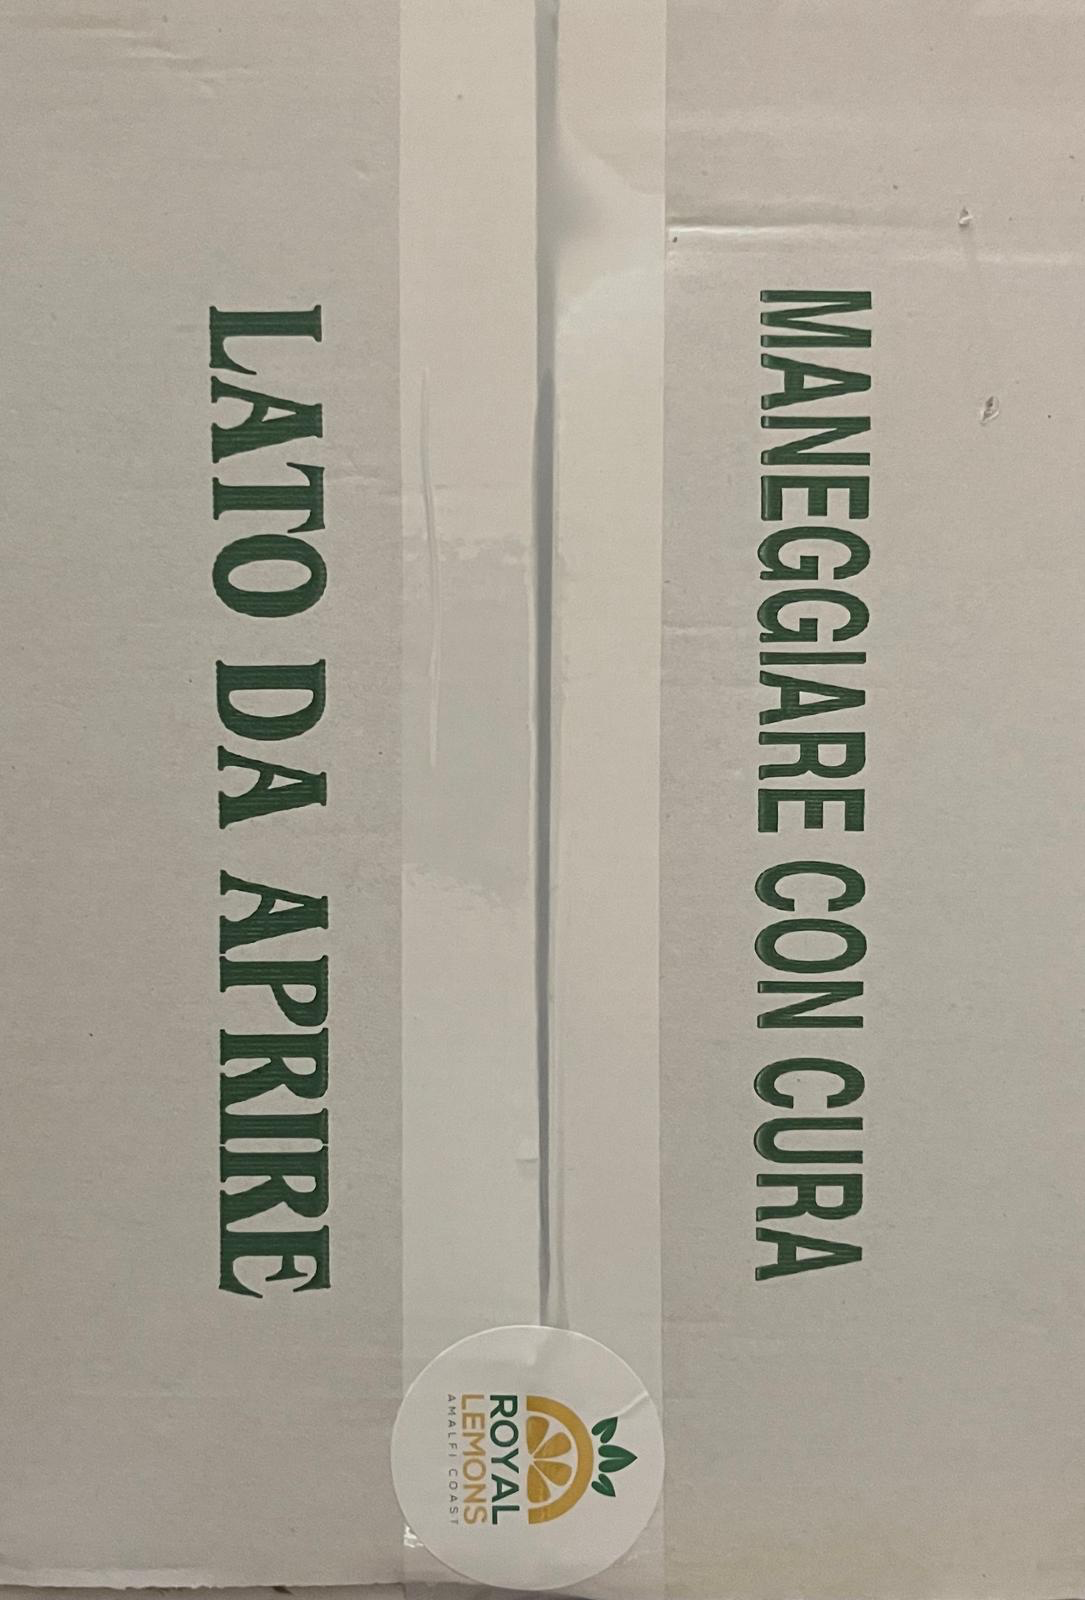 MANEGGIARE CON CURA
LATO DA APRIRE
ROYAL
LEMONS
AMALFI COAST